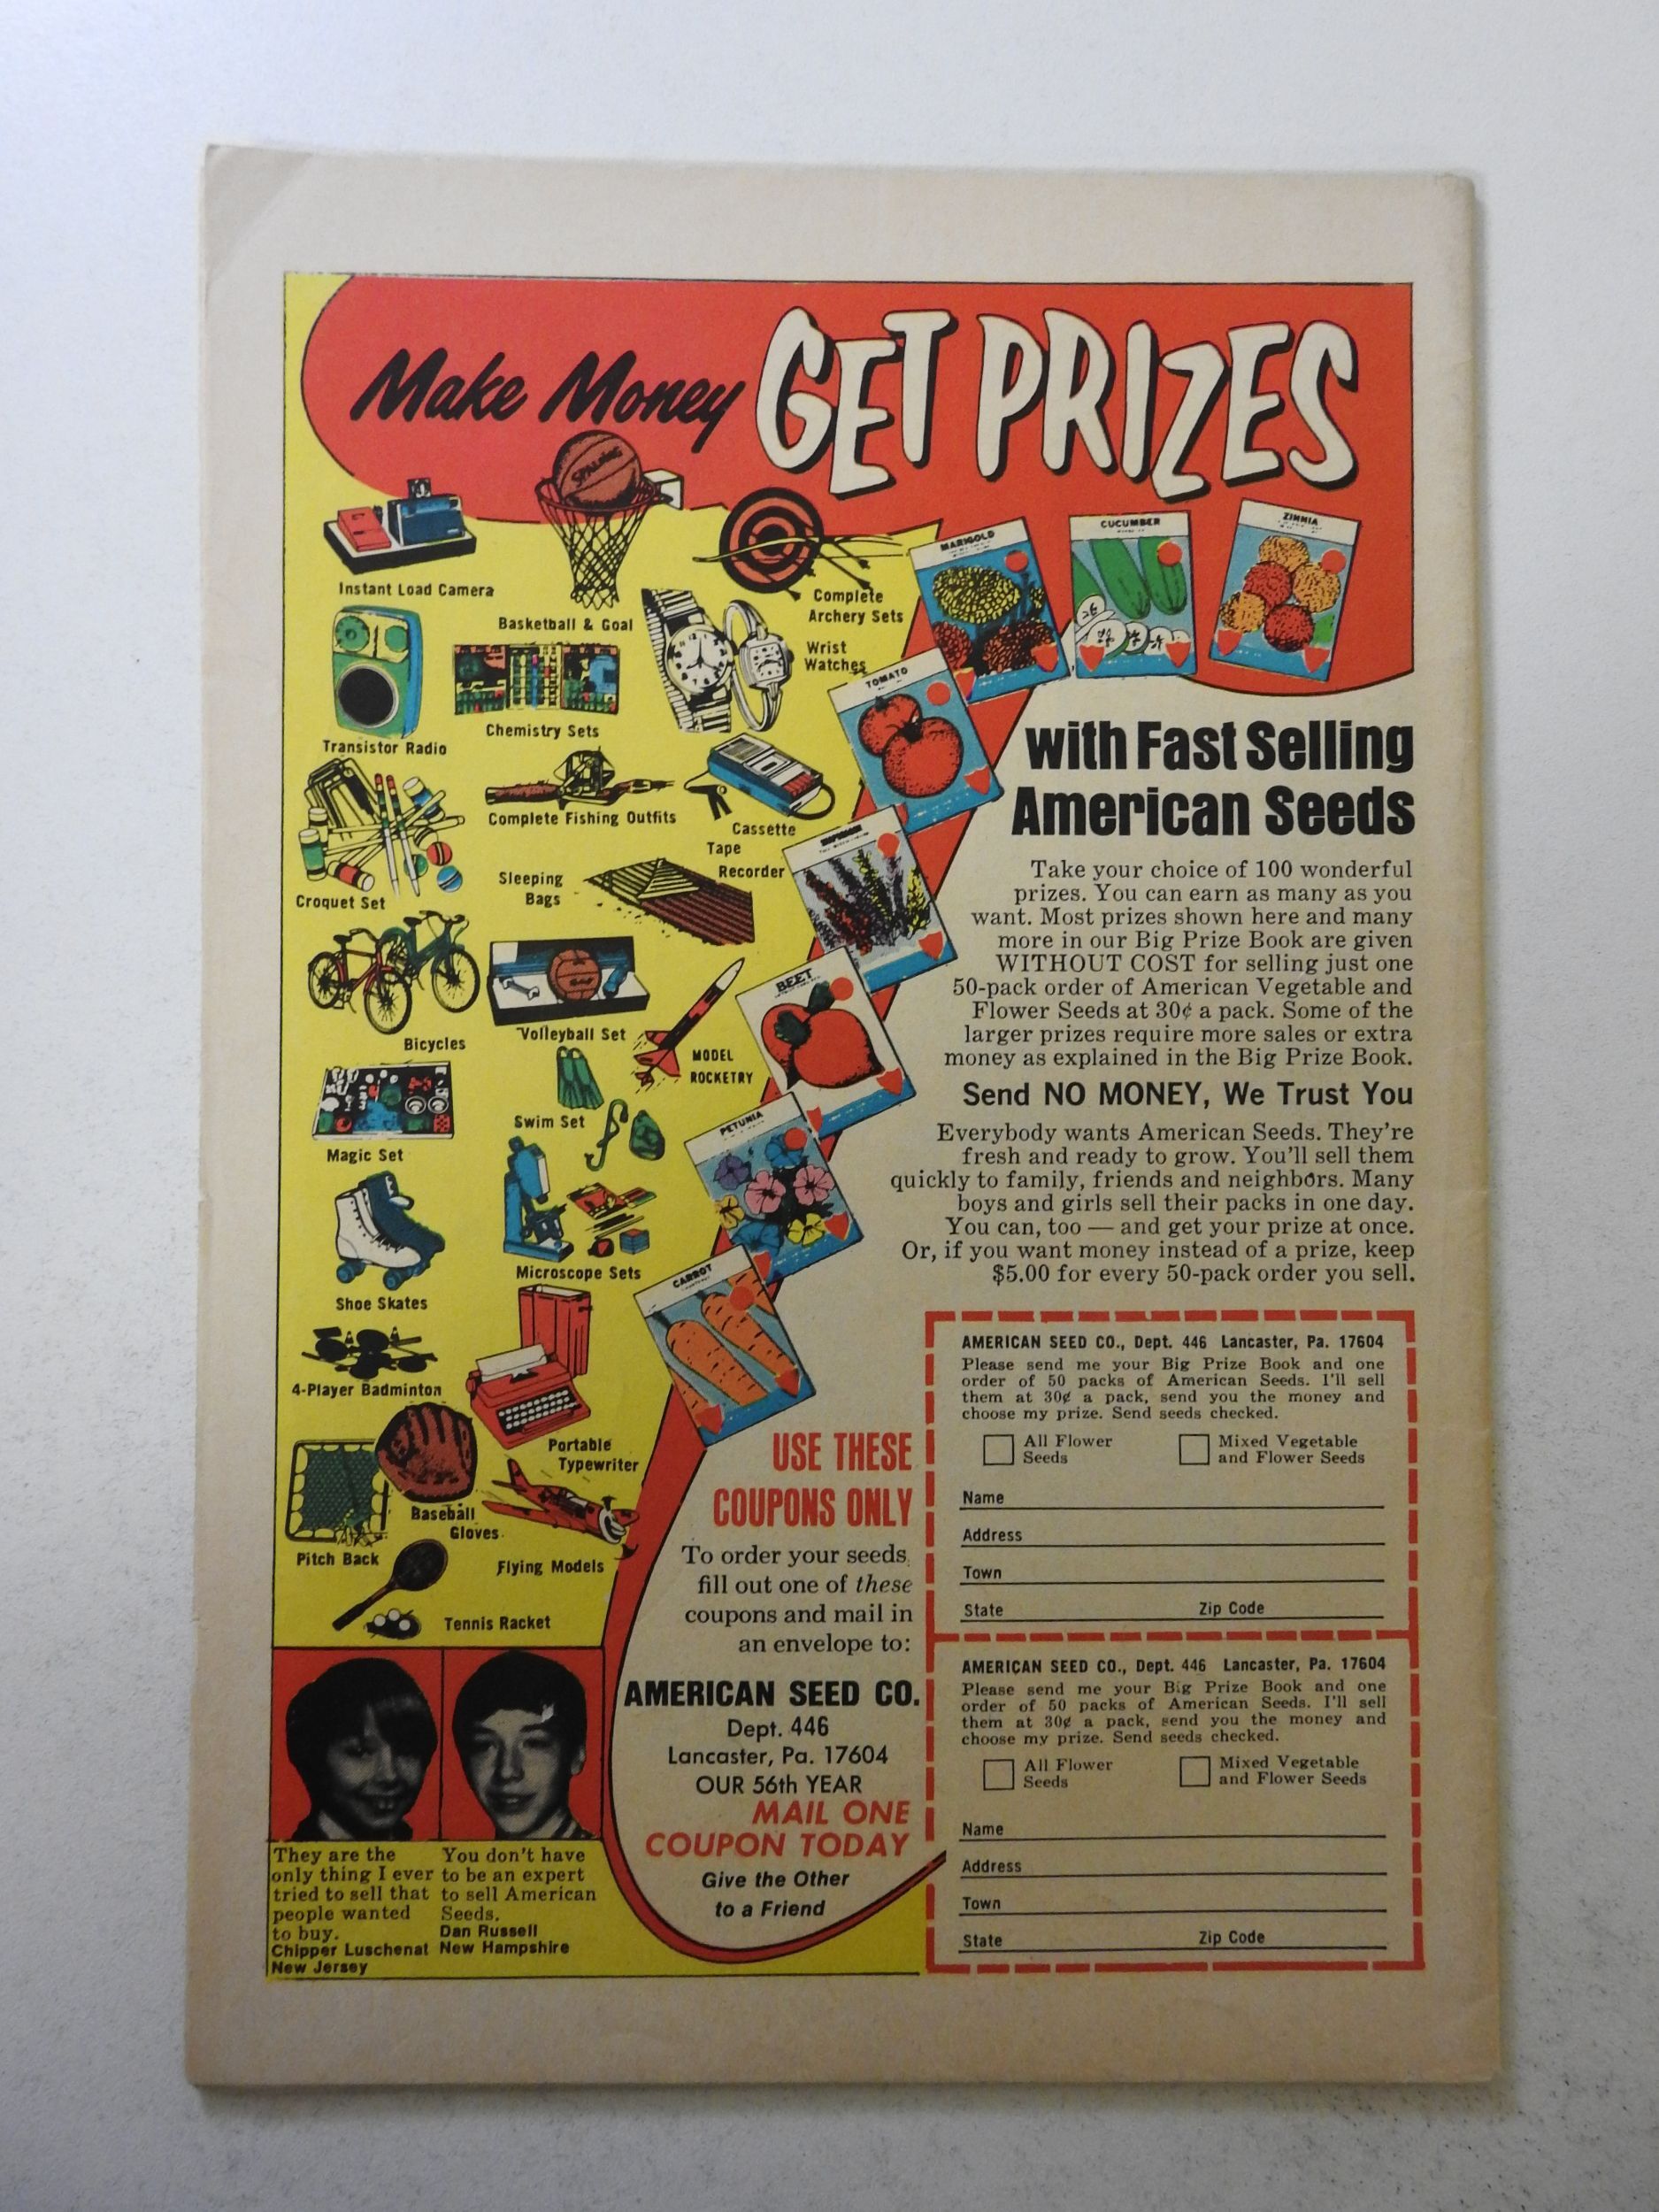 Make Money GET PRIZES
SPALDING
Instant Load Camera
Basketball & Goal
Complete
Archery Sets
Wrist
Watches
Transistor Radio
Chemistry Sets
Complete Fishing Outfits
Cassette
Tape
Recorder
Croquet Set
Sleeping
Bags
Bicycles
Volleyball Set
MODEL
ROCKETRY
Magic Set
Swim Set
Shoe Skates
Microscope Sets
4-Player Badminton
Portable
Typewriter
Baseball
Gloves
Pitch Back
Flying Models
Tennis Racket
MARIGOLD
CUCUMBER
ZINNIA
TOMATO
BEET
PETUNIA
CARROT
with Fast Selling
American Seeds
Take your choice of 100 wonderful
prizes. You can earn as many as you
want. Most prizes shown here and many
more in our Big Prize Book are given
WITHOUT COST for selling just one
50-pack order of American Vegetable and
Flower Seeds at 30¢ a pack. Some of the
larger prizes require more sales or extra
money as explained in the Big Prize Book.
Send NO MONEY, We Trust You
Everybody wants American Seeds. They're
fresh and ready to grow. You'll sell them
quickly to family, friends and neighbors. Many
boys and girls sell their packs in one day.
You can, too — and get your prize at once.
Or, if you want money instead of a prize, keep
$5.00 for every 50-pack order you sell.
USE THESE
COUPONS ONLY
To order your seeds
fill out one of these
coupons and mail in
an envelope to:
AMERICAN SEED CO.
Dept. 446
Lancaster, Pa. 17604
OUR 56th YEAR
MAIL ONE
COUPON TODAY
Give the Other
to a Friend
AMERICAN SEED CO., Dept. 446 Lancaster, Pa. 17604
Please send me your Big Prize Book and one
order of 50 packs of American Seeds. I'll sell
them at 30¢ a pack, send you the money and
choose my prize. Send seeds checked.
All Flower
Seeds
Mixed Vegetable
and Flower Seeds
Name
Address
Town
State Zip Code
AMERICAN SEED CO., Dept. 446 Lancaster, Pa. 17604
Please send me your Big Prize Book and one
order of 50 packs of American Seeds. I'll sell
them at 30¢ a pack, send you the money and
choose my prize. Send seeds checked.
All Flower
Seeds
Mixed Vegetable
and Flower Seeds
Name
Address
Town
State Zip Code
They are the
only thing I ever
tried to sell that
people wanted
to buy.
Chipper Luschenat
New Jersey
You don't have
to be an expert
to sell American
Seeds.
Dan Russell
New Hampshire